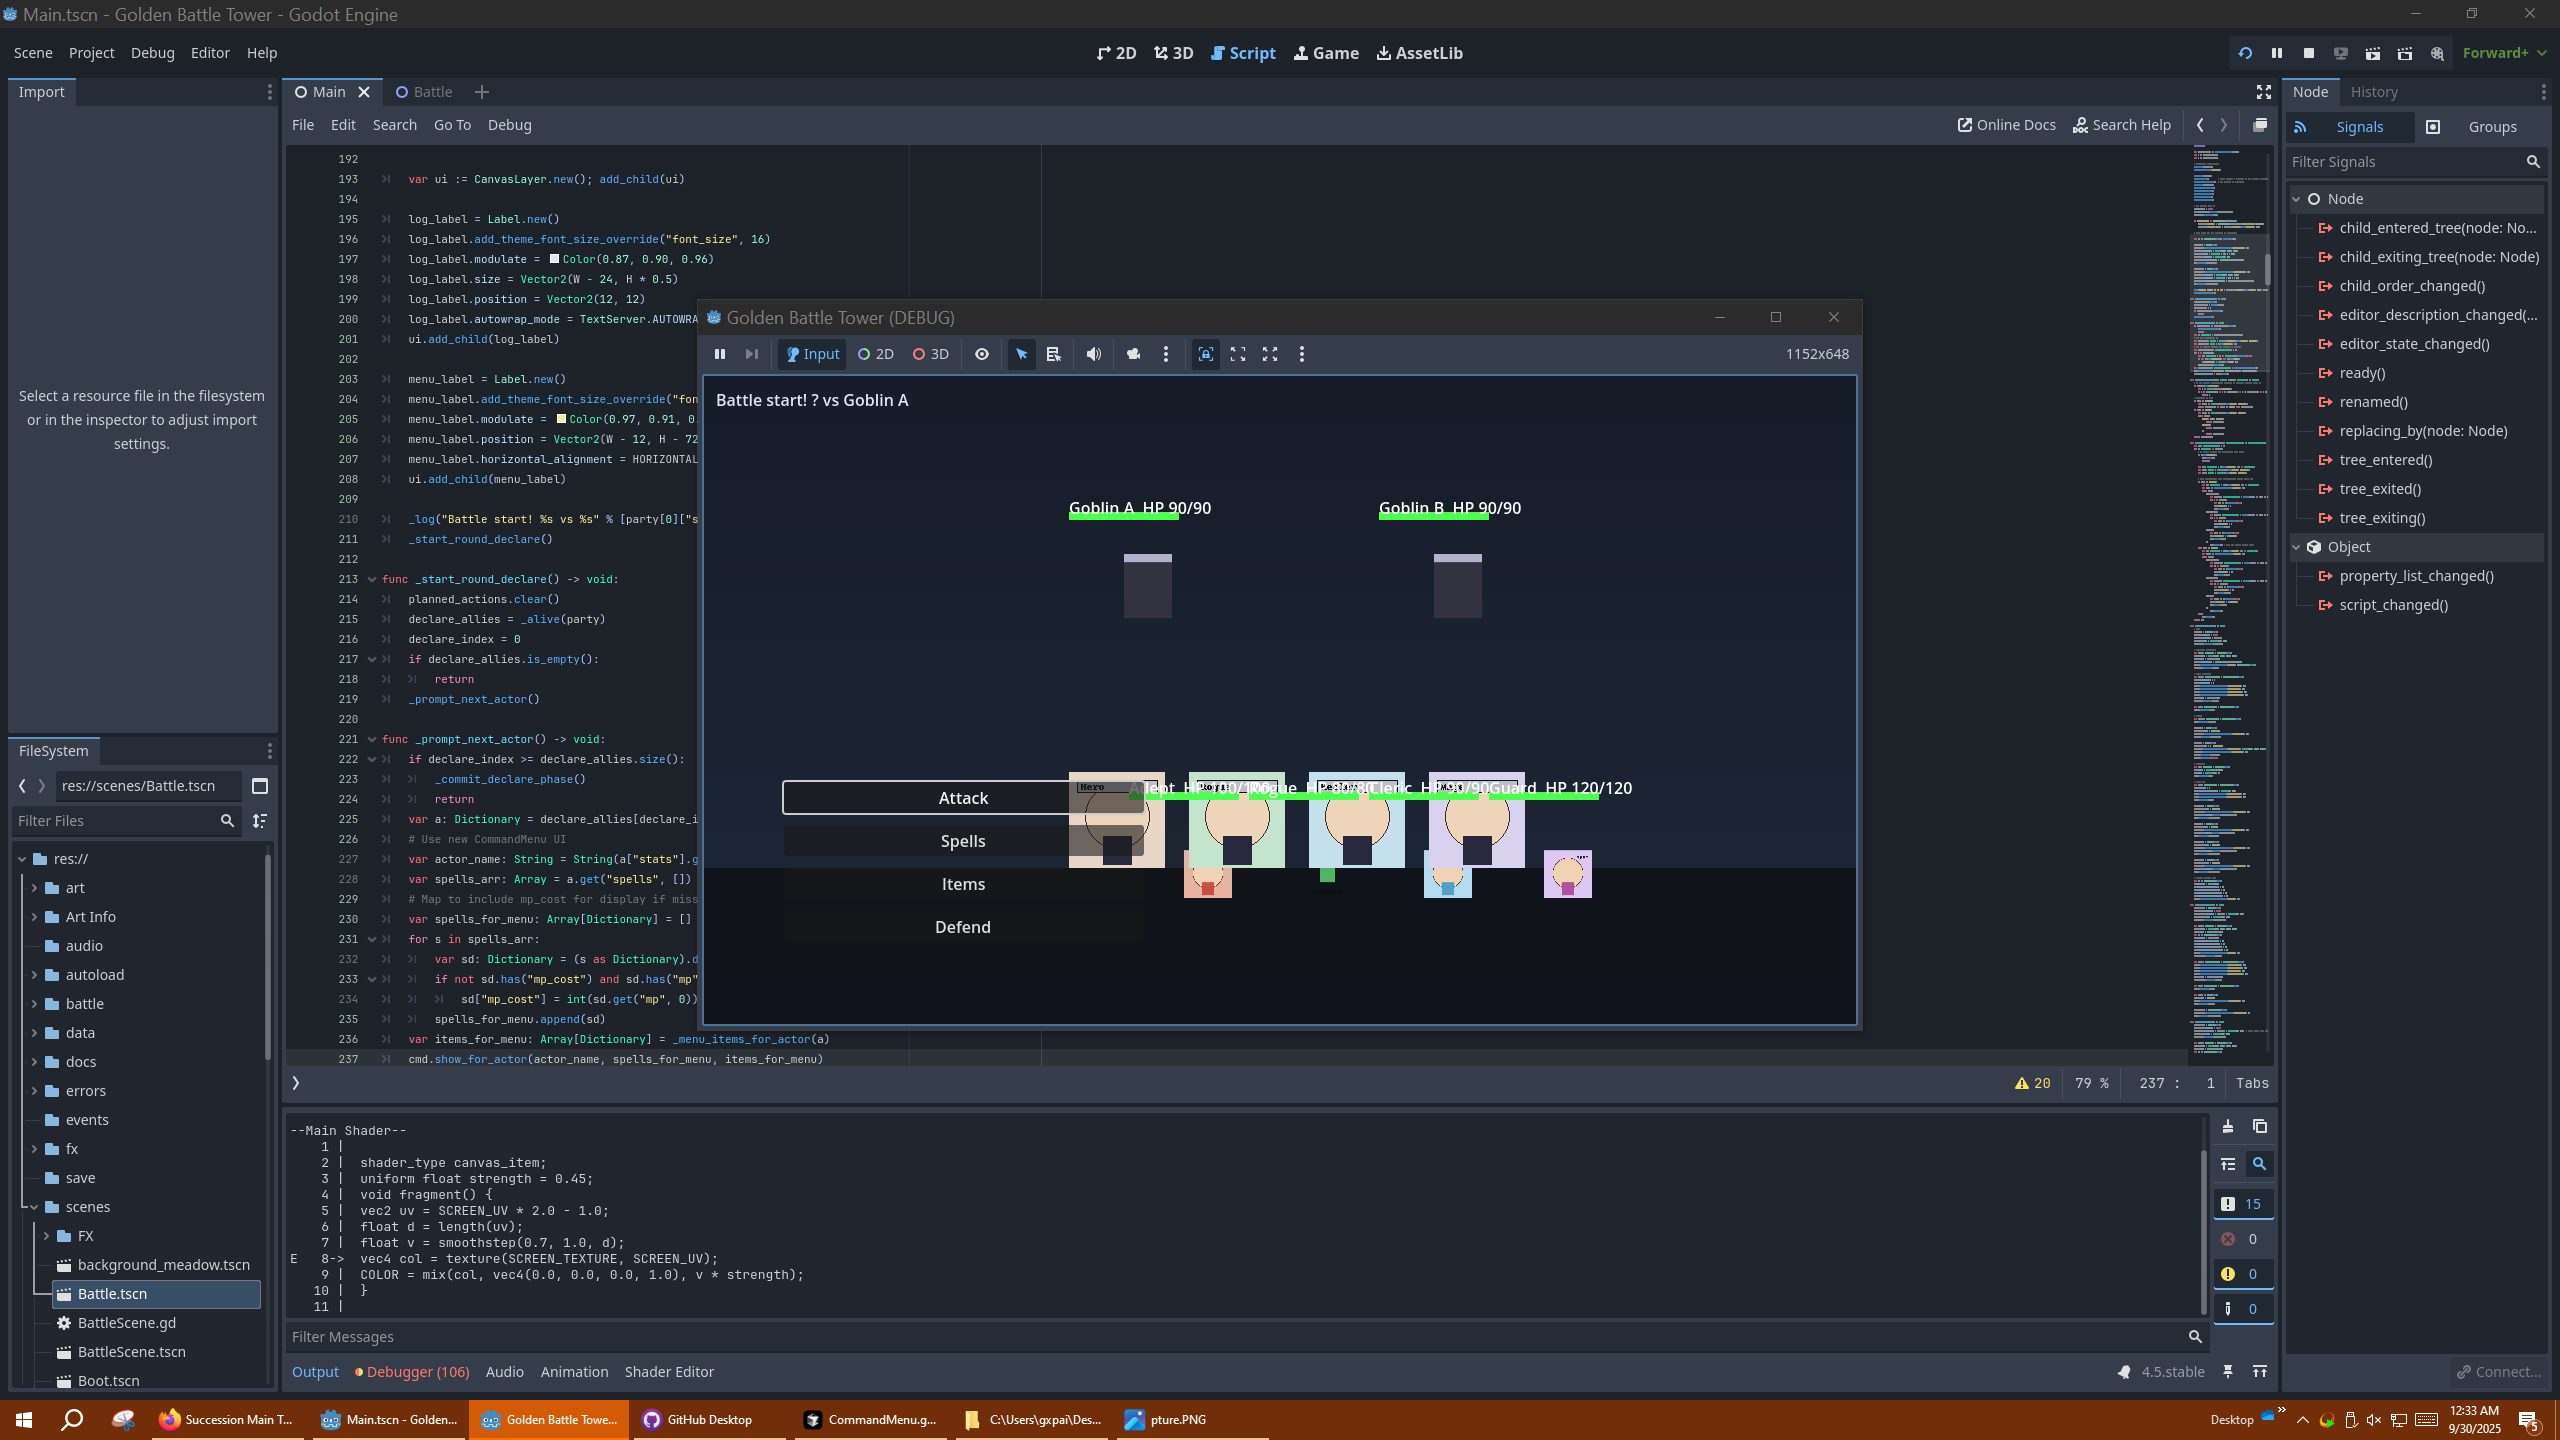 Main.tscn - Golden Battle Tower - Godot Engine
Scene Project Debug Editor Help
2D 3D Script Game AssetLib
Forward+
Import
Main Battle
Node History
File Edit Search Go To Debug
Online Docs Search Help
Signals Groups
Filter Signals
Select a resource file in the filesystem
or in the inspector to adjust import
settings.
192
193 var ui := CanvasLayer.new(); add_child(ui)
194
195 log_label = Label.new()
196 log_label.add_theme_font_size_override("font_size", 16)
197 log_label.modulate = Color(0.87, 0.90, 0.96)
198 log_label.size = Vector2(W - 24, H * 0.5)
199 log_label.position = Vector2(12, 12)
200 log_label.autowrap_mode = TextServer.AUTOWRA
201 ui.add_child(log_label)
202
203 menu_label = Label.new()
204 menu_label.add_theme_font_size_override("fon
205 menu_label.modulate = Color(0.97, 0.91, 0.
206 menu_label.position = Vector2(W - 12, H - 72
207 menu_label.horizontal_alignment = HORIZONTAL
208 ui.add_child(menu_label)
209
210 _log("Battle start! %s vs %s" % [party[0]["s
211 _start_round_declare()
212
213 func _start_round_declare() -> void:
214 planned_actions.clear()
215 declare_allies = _alive(party)
216 declare_index = 0
217 if declare_allies.is_empty():
218 return
219 _prompt_next_actor()
220
221 func _prompt_next_actor() -> void:
222 if declare_index >= declare_allies.size():
223 _commit_declare_phase()
224 return
225 var a: Dictionary = declare_allies[declare_i
226 # Use new CommandMenu UI
227 var actor_name: String = String(a["stats"].g
228 var spells_arr: Array = a.get("spells", [])
229 # Map to include mp_cost for display if miss
230 var spells_for_menu: Array[Dictionary] = []
231 for s in spells_arr:
232 var sd: Dictionary = (s as Dictionary).d
233 if not sd.has("mp_cost") and sd.has("mp"
234 sd["mp_cost"] = int(sd.get("mp", 0))
235 spells_for_menu.append(sd)
236 var items_for_menu: Array[Dictionary] = _menu_items_for_actor(a)
237 cmd.show_for_actor(actor_name, spells_for_menu, items_for_menu)
20 79 % 237 : 1 Tabs
Golden Battle Tower (DEBUG)
Input 2D 3D
1152x648
Battle start! ? vs Goblin A
Goblin A HP 90/90
Goblin B HP 90/90
Guard HP 120/120
Hero
Attack
Spells
Items
Defend
Node
child_entered_tree(node: No...
child_exiting_tree(node: Node)
child_order_changed()
editor_description_changed(...
editor_state_changed()
ready()
renamed()
replacing_by(node: Node)
tree_entered()
tree_exited()
tree_exiting()
Object
property_list_changed()
script_changed()
Connect...
FileSystem
res://scenes/Battle.tscn
Filter Files
res://
art
Art Info
audio
autoload
battle
data
docs
errors
events
fx
save
scenes
FX
background_meadow.tscn
Battle.tscn
BattleScene.gd
BattleScene.tscn
Boot.tscn
--Main Shader--
1 |
2 | shader_type canvas_item;
3 | uniform float strength = 0.45;
4 | void fragment() {
5 | vec2 uv = SCREEN_UV * 2.0 - 1.0;
6 | float d = length(uv);
7 | float v = smoothstep(0.7, 1.0, d);
E 8-> vec4 col = texture(SCREEN_TEXTURE, SCREEN_UV);
9 | COLOR = mix(col, vec4(0.0, 0.0, 0.0, 1.0), v * strength);
10 | }
11 |
15
0
0
0
Filter Messages
Output Debugger (106) Audio Animation Shader Editor
4.5.stable
Succession Main T... Main.tscn - Golden... Golden Battle Towe... GitHub Desktop CommandMenu.g... C:\Users\gxpai\Des... pture.PNG
Desktop
12:33 AM
9/30/2025
5